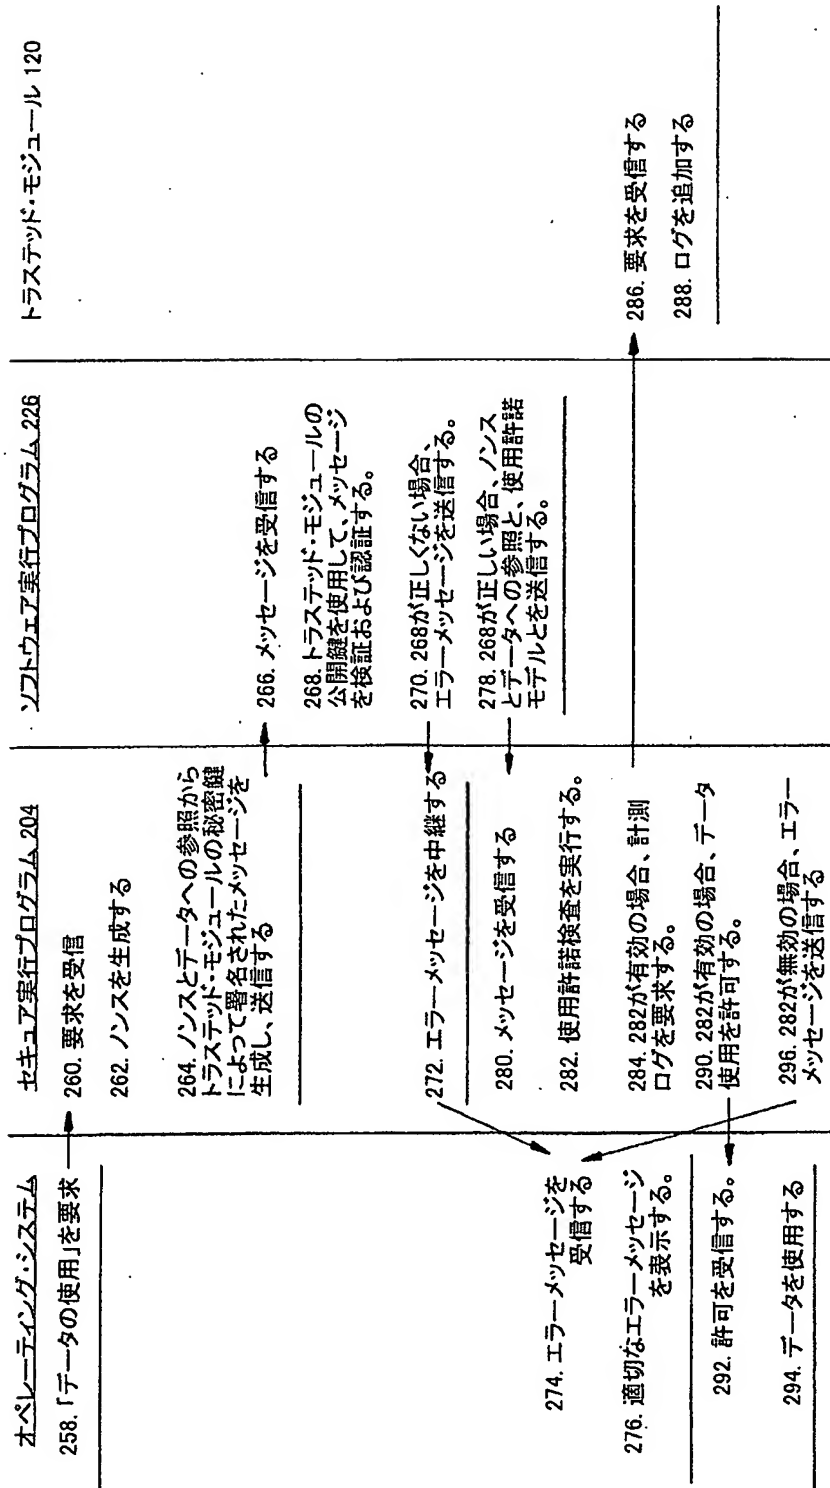 オペレーティング・システム
258.「データの使用」を要求
274. エラーメッセージを
受信する
276. 適切なエラーメッセージ
を表示する。
292. 許可を受信する。
294. データを使用する
セキュア実行プログラム 204
260. 要求を受信
262. ノンスを生成する
264. ノンスとデータへの参照から
トラステッド・モジュールの秘密鍵
によって署名されたメッセージを
生成し、送信する
272. エラーメッセージを中継する
280. メッセージを受信する
282. 使用許諾検査を実行する。
284. 282が有効の場合、計測
ログを要求する。
290. 282が有効の場合、データ
使用を許可する。
296. 282が無効の場合、エラー
メッセージを送信する
ソフトウェア実行プログラム 226
266. メッセージを受信する
268. トラステッド・モジュールの
公開鍵を使用して、メッセージ
を検証および認証する。
270. 268が正しくない場合、
エラーメッセージを送信する。
278. 268が正しい場合、ノンス
とデータへの参照と、使用許諾
モデルとを送信する。
トラステッド・モジュール 120
286. 要求を受信する
288. ログを追加する